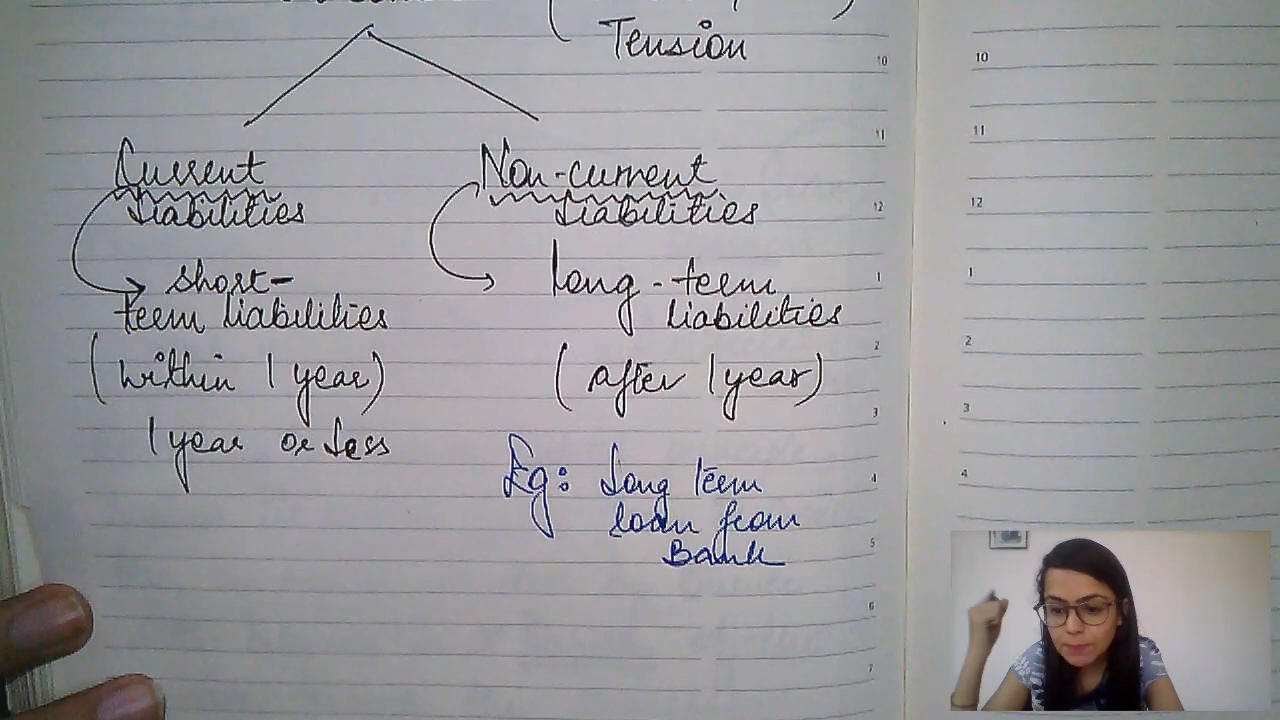 Tension
Current
Liabilities
Non-current
Liabilities
short-
term liabilities
(within 1 year)
1 year or less
long-term
liabilities
(after 1 year)
Eg: Long term
loan from
Bank
10
11
12
1
2
3
4
5
6
7
10
11
12
1
2
3
4